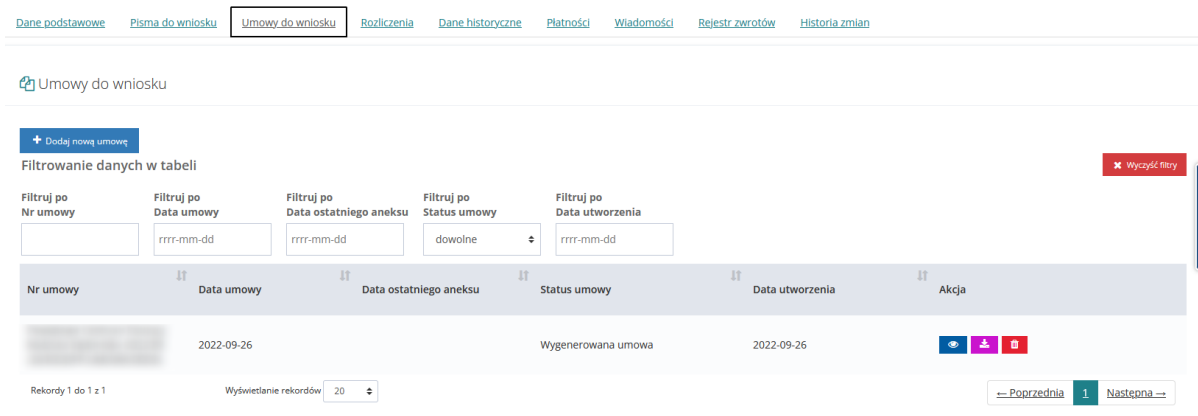 Dane podstawowe Pisma do wniosku Umowy do wniosku Rozliczenia Dane historyczne Płatności Wiadomości Rejestr zwrotów Historia zmian
Umowy do wniosku
Dodaj nową umowę
Filtrowanie danych w tabeli
Wyczyść filtry
Filtruj po Filtruj po Filtruj po Filtruj po Filtruj po
Nr umowy Data umowy Data ostatniego aneksu Status umowy Data utworzenia
rrrr-mm-dd rrrr-mm-dd dowolne rrrr-mm-dd
Nr umowy Data umowy Data ostatniego aneksu Status umowy Data utworzenia Akcja
2022-09-26 Wygenerowana umowa 2022-09-26
Rekordy 1 do 1 z 1 Wyświetlanie rekordów 20 ← Poprzednia 1 Następna →